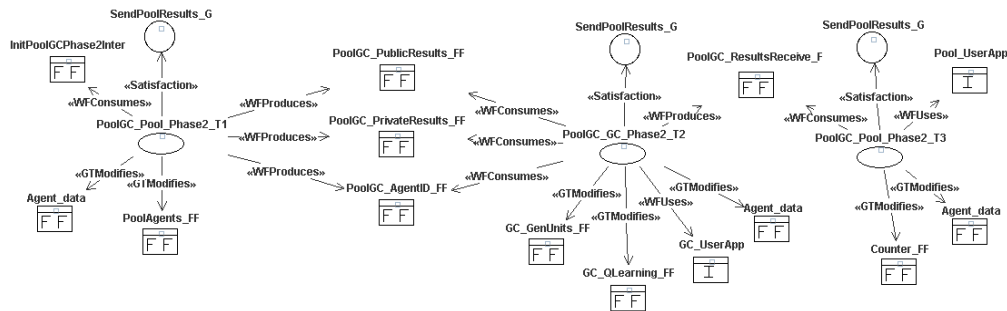 SendPoolResults_G
InitPoolGCPhase2Inter
F F
«Satisfaction»
«WFConsumes»
PoolGC_Pool_Phase2_T1
«WFProduces»
«WFProduces»
«WFProduces»
«GTModifies»
«GTModifies»
Agent_data
F F
PoolAgents_FF
F F
PoolGC_PublicResults_FF
F F
PoolGC_PrivateResults_FF
F F
PoolGC_AgentID_FF
F F
SendPoolResults_G
«Satisfaction»
«WFConsumes»
«WFConsumes»
«WFConsumes»
PoolGC_GC_Phase2_T2
«WFProduces»
PoolGC_ResultsReceive_F
F F
«GTModifies»
«GTModifies»
«WFUses»
«GTModifies»
GC_GenUnits_FF
F F
GC_QLearning_FF
F F
GC_UserApp
I
Agent_data
F F
SendPoolResults_G
Pool_UserApp
I
«Satisfaction»
«WFConsumes»
«WFUses»
PoolGC_Pool_Phase2_T3
«GTModifies»
«GTModifies»
Agent_data
F F
Counter_FF
F F